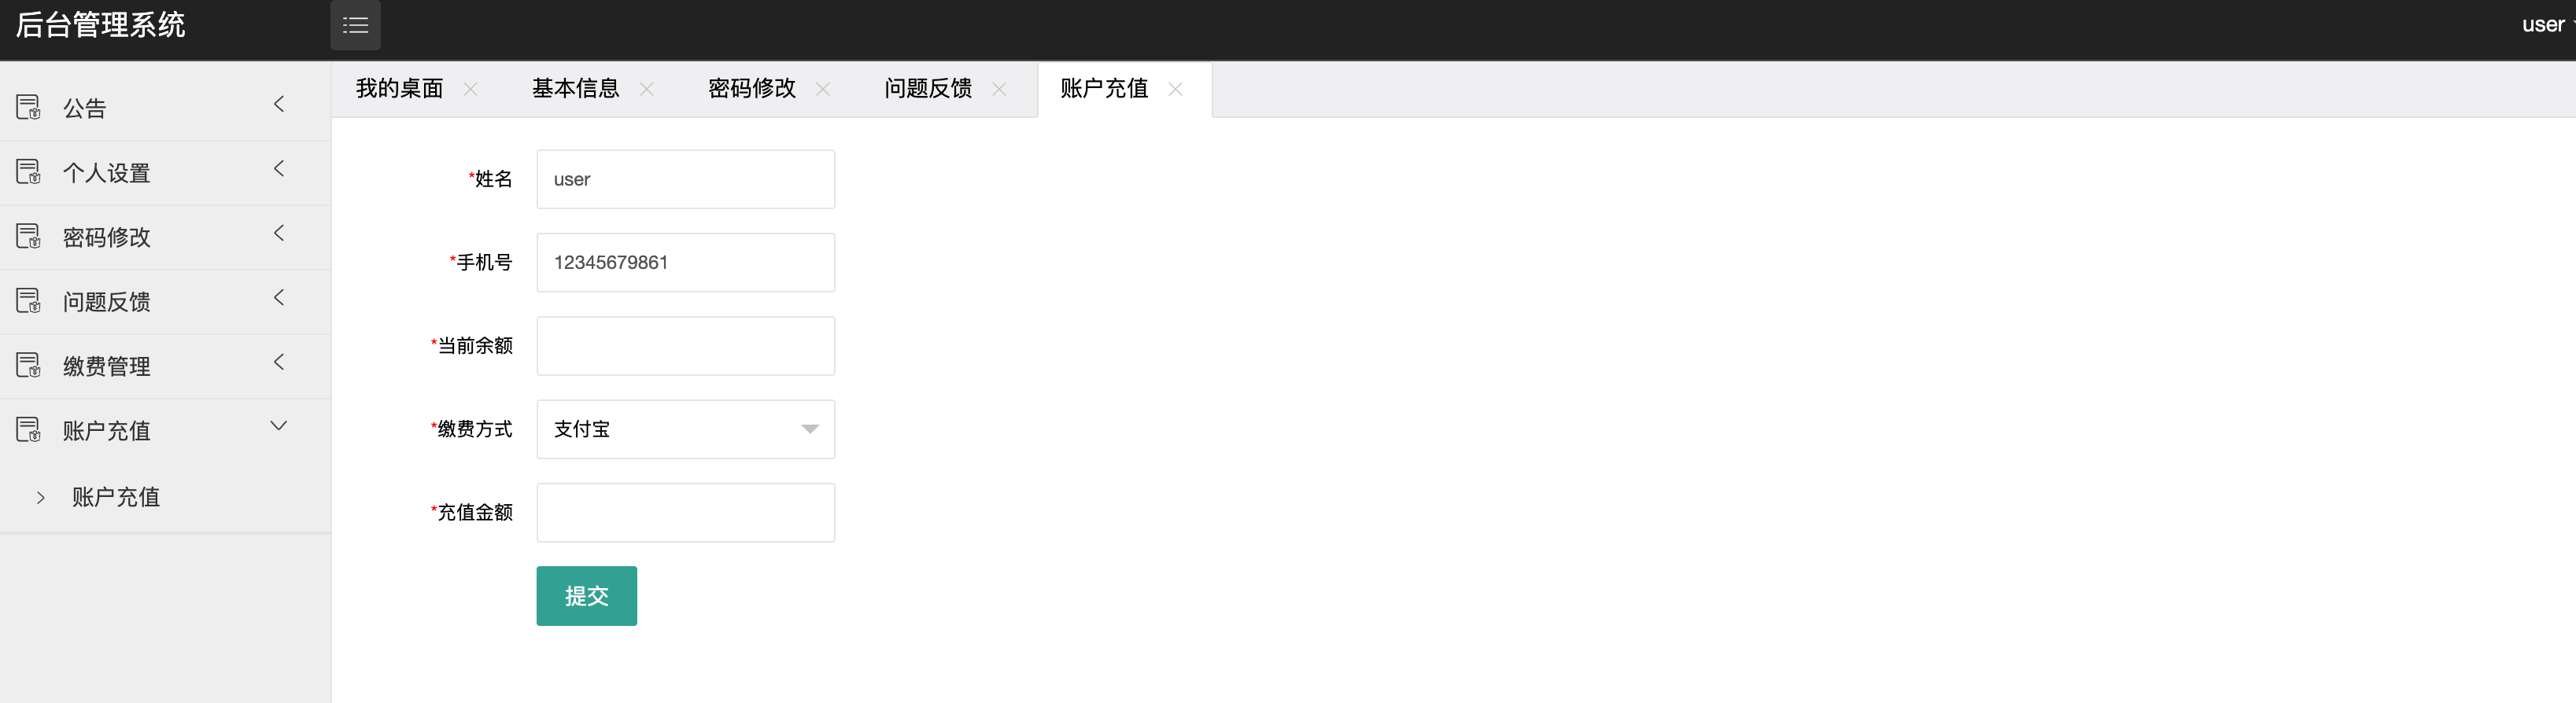 后台管理系统
user
公告
个人设置
密码修改
问题反馈
缴费管理
账户充值
账户充值
我的桌面 基本信息 密码修改 问题反馈 账户充值
*姓名 user
*手机号 12345679861
*当前余额
*缴费方式 支付宝
*充值金额
提交